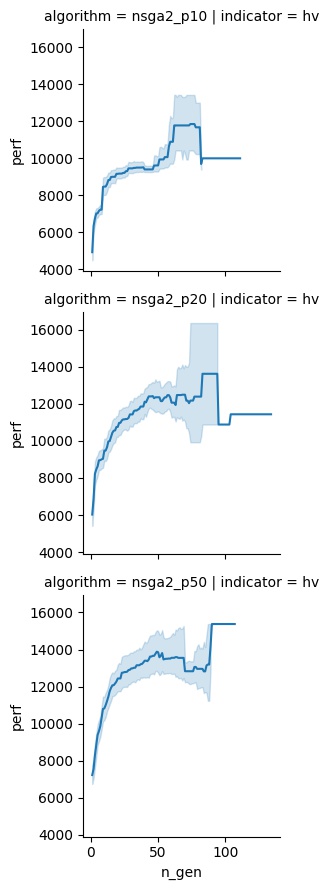 algorithm = nsga2_p10 | indicator = hv
16000
14000
12000
10000
8000
6000
4000
perf
algorithm = nsga2_p20 | indicator = hv
16000
14000
12000
10000
8000
6000
4000
perf
algorithm = nsga2_p50 | indicator = hv
16000
14000
12000
10000
8000
6000
4000
perf
0 50 100
n_gen